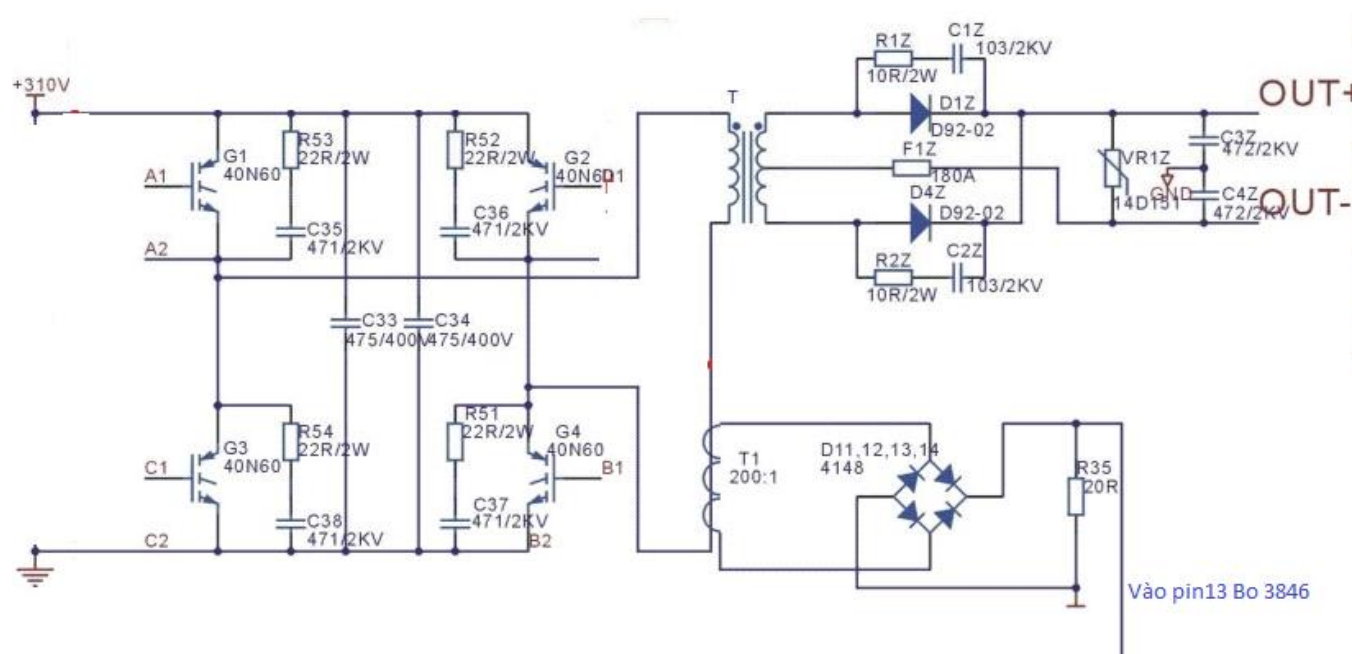 +310V
R53
22R/2W
R52
22R/2W
G1
40N60
G2
40N60
D1
A1
A2
C35
471/2KV
C36
471/2KV
C33
475/400V
C34
475/400V
G3
40N60
R54
22R/2W
R51
22R/2W
G4
40N60
C1
B1
C38
471/2KV
C37
471/2KV
C2
B2
T
R1Z
10R/2W
C1Z
103/2KV
D1Z
D92-02
F1Z
180A
D4Z
D92-02
R2Z
10R/2W
C2Z
103/2KV
VR1Z
14D151
C3Z
472/2KV
GND
C4Z
472/2KV
OUT+
OUT-
T1
200:1
D11,12,13,14
4148
R35
20R
Vào pin13 Bo 3846